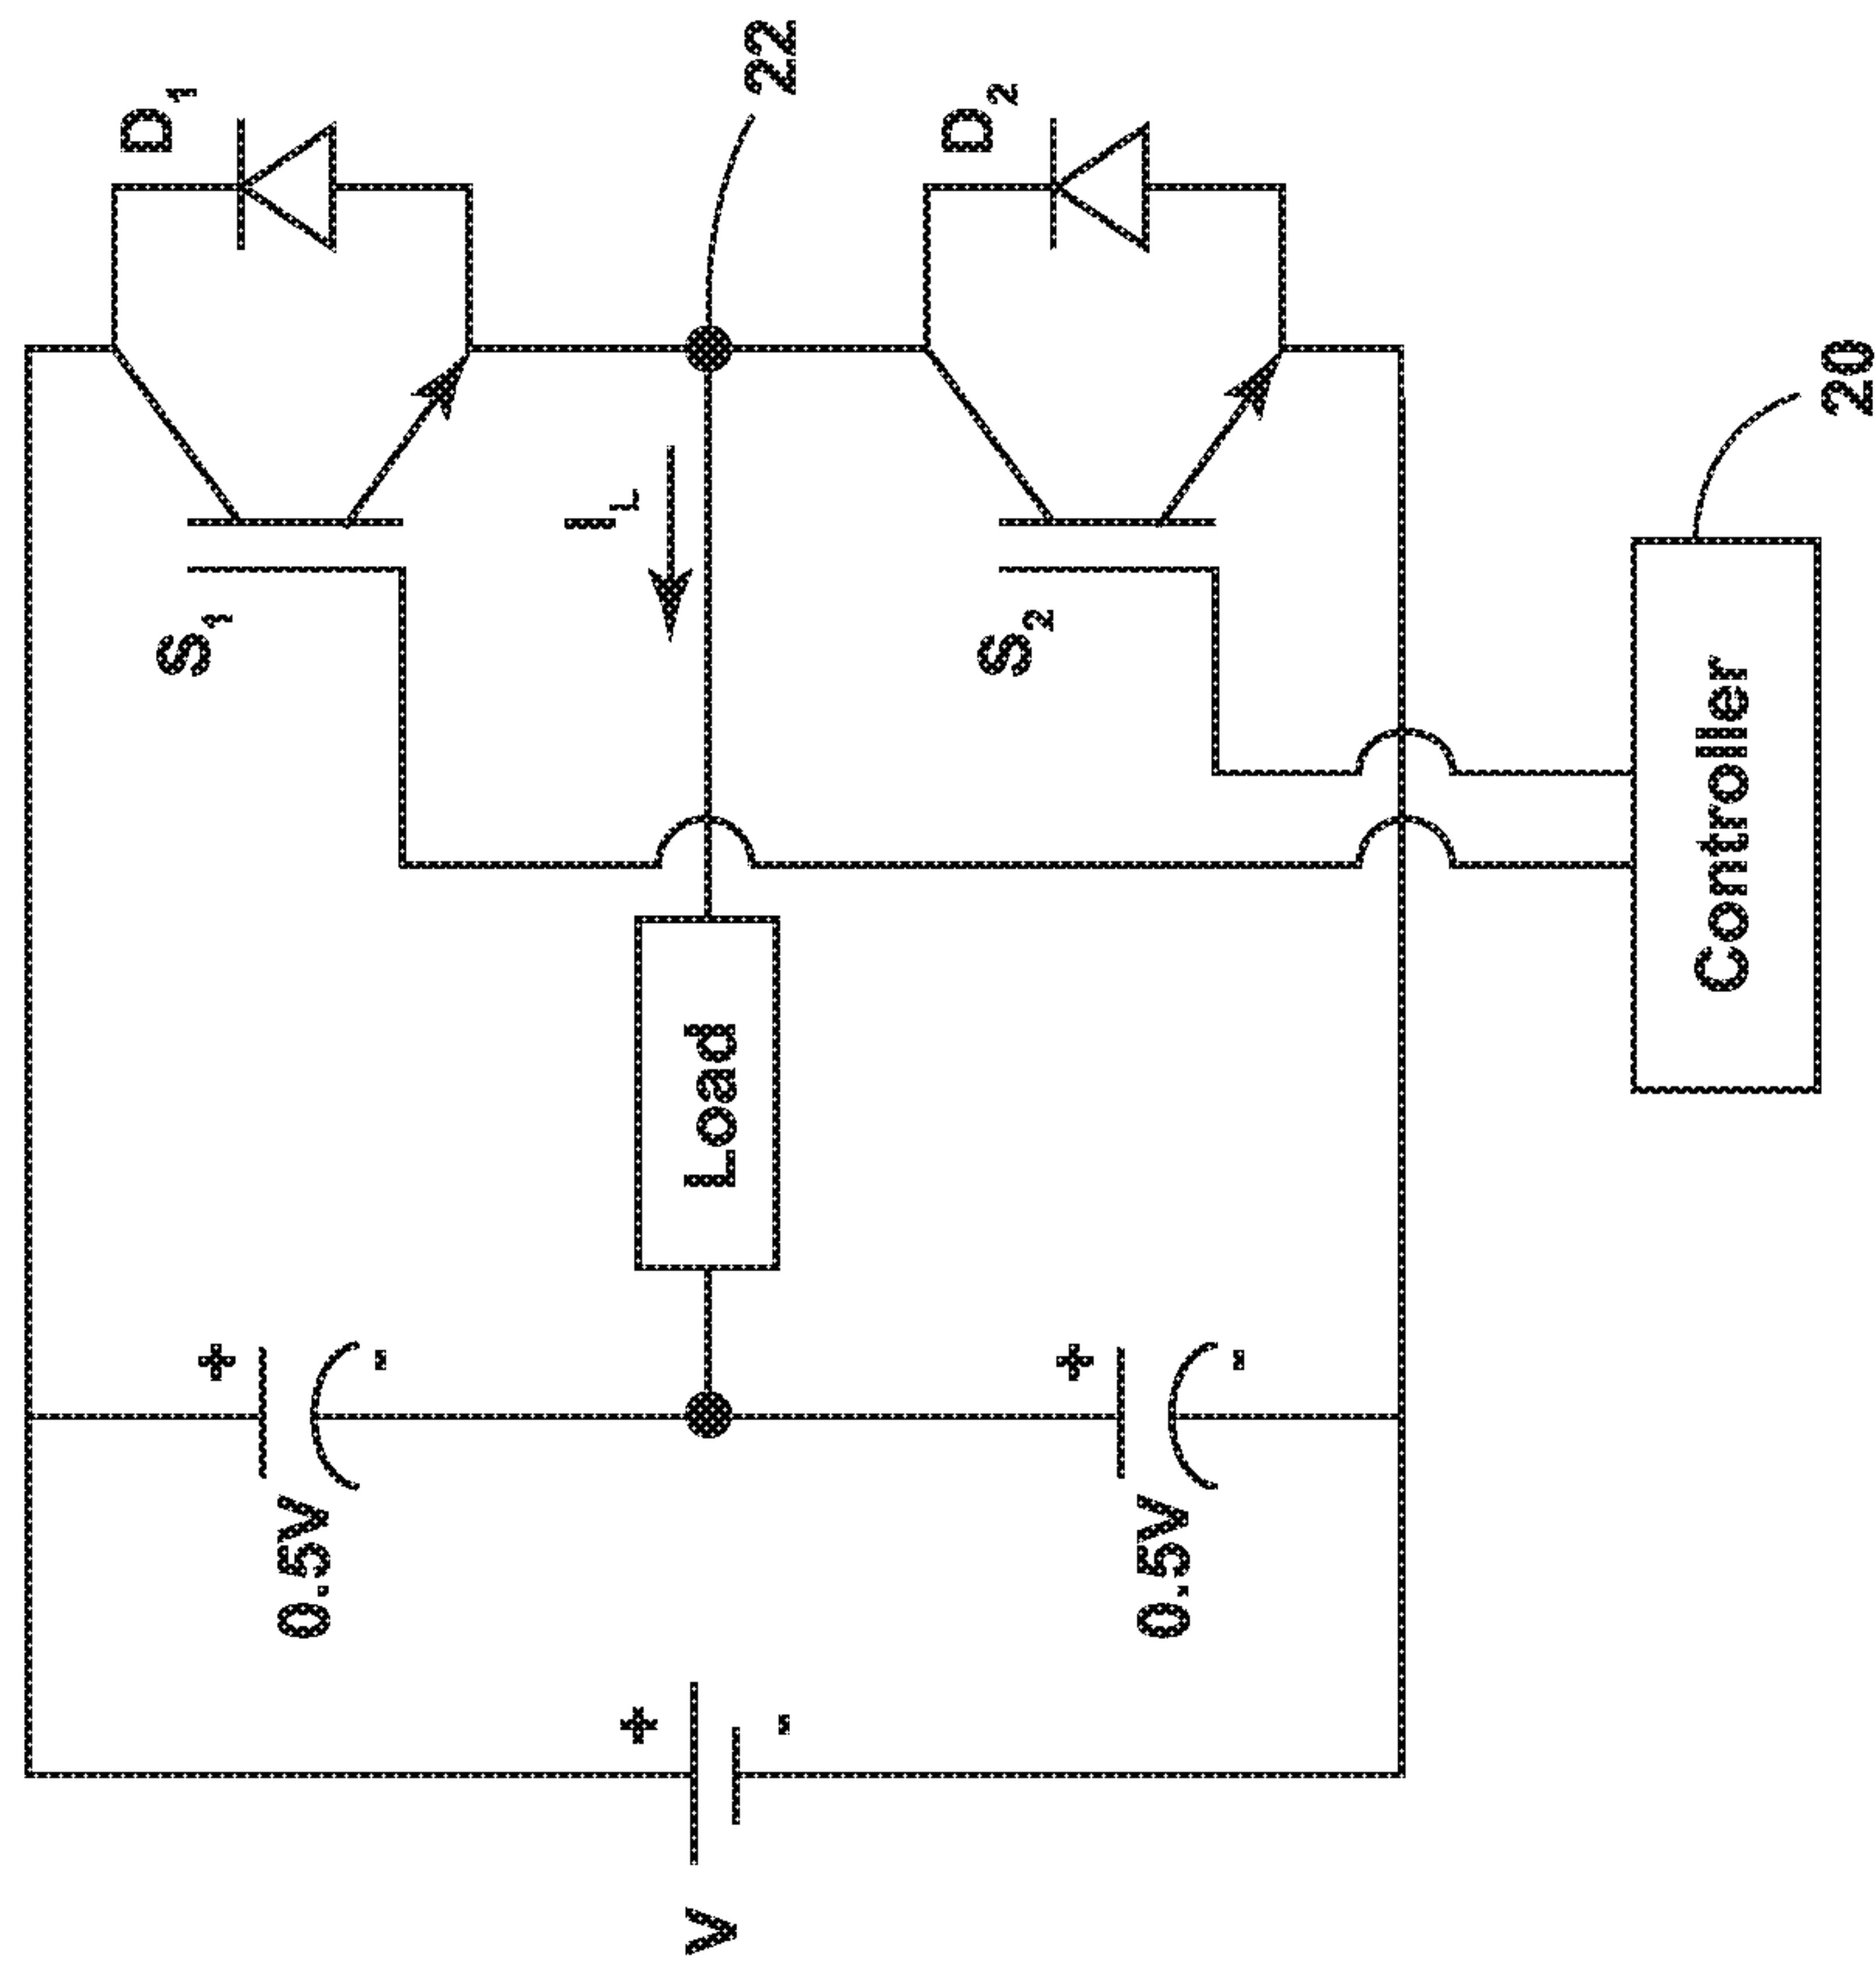 D1
22
D2
S1
IL
S2
20
Controller
Load
+
-
0.5V
+
-
0.5V
+
-
V